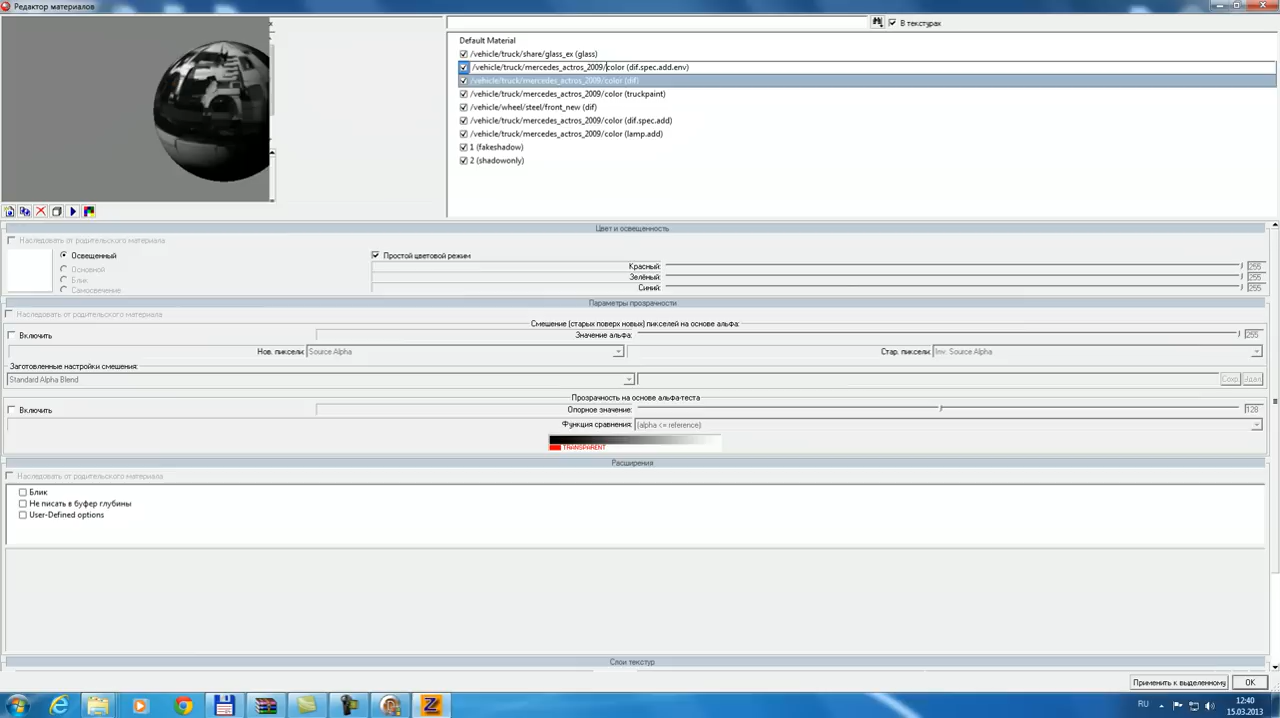 Редактор материалов
В текстурах
Default Material
/vehicle/truck/share/glass_ex (glass)
/vehicle/truck/mercedes_actros_2009/color (dif.spec.add.env)
/vehicle/truck/mercedes_actros_2009/color (dif)
/vehicle/truck/mercedes_actros_2009/color (truckpaint)
/vehicle/wheel/steel/front_new (dif)
/vehicle/truck/mercedes_actros_2009/color (dif.spec.add)
/vehicle/truck/mercedes_actros_2009/color (lamp.add)
1 (fakeshadow)
2 (shadowonly)
Цвет и освещенность
Наследовать от родительского материала
Освещенный
Простой цветовой режим
Красный: 255
Основной
Зелёный: 255
Блик
Синий: 255
Самосвечение
Параметры прозрачности
Наследовать от родительского материала
Смешение (старых поверх новых) пикселей на основе альфа:
Включить
Значение альфа: 255
Нов. пиксели: Source Alpha
Стар. пиксели: Inv. Source Alpha
Заготовленные настройки смешения:
Standard Alpha Blend
Сохр Удал
Прозрачность на основе альфа-теста
Включить
Опорное значение: 128
Функция сравнения: (alpha <= reference)
TRANSPARENT
Расширения
Наследовать от родительского материала
Блик
Не писать в буфер глубины
User-Defined options
Слои текстур
Применить к выделенному
OK
RU
12:40
15.03.2013